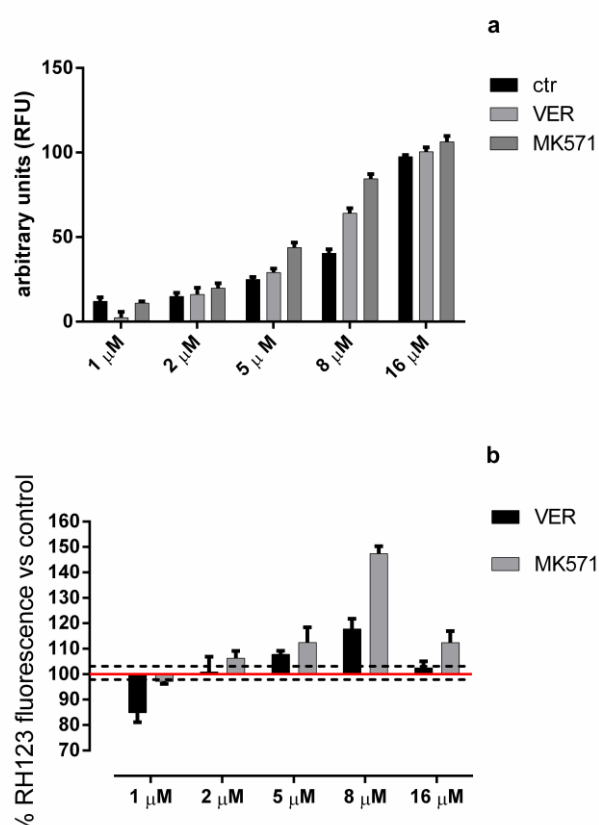 a
arbitrary units (RFU)
150
100
50
0
ctr
VER
MK571
1 μM
2 μM
5 μ M
8 μM
16 μM
b
% RH123 fluorescence vs control
160
150
140
130
120
110
100
90
80
70
VER
MK571
1 μM
2 μM
5 μM
8 μM
16 μM